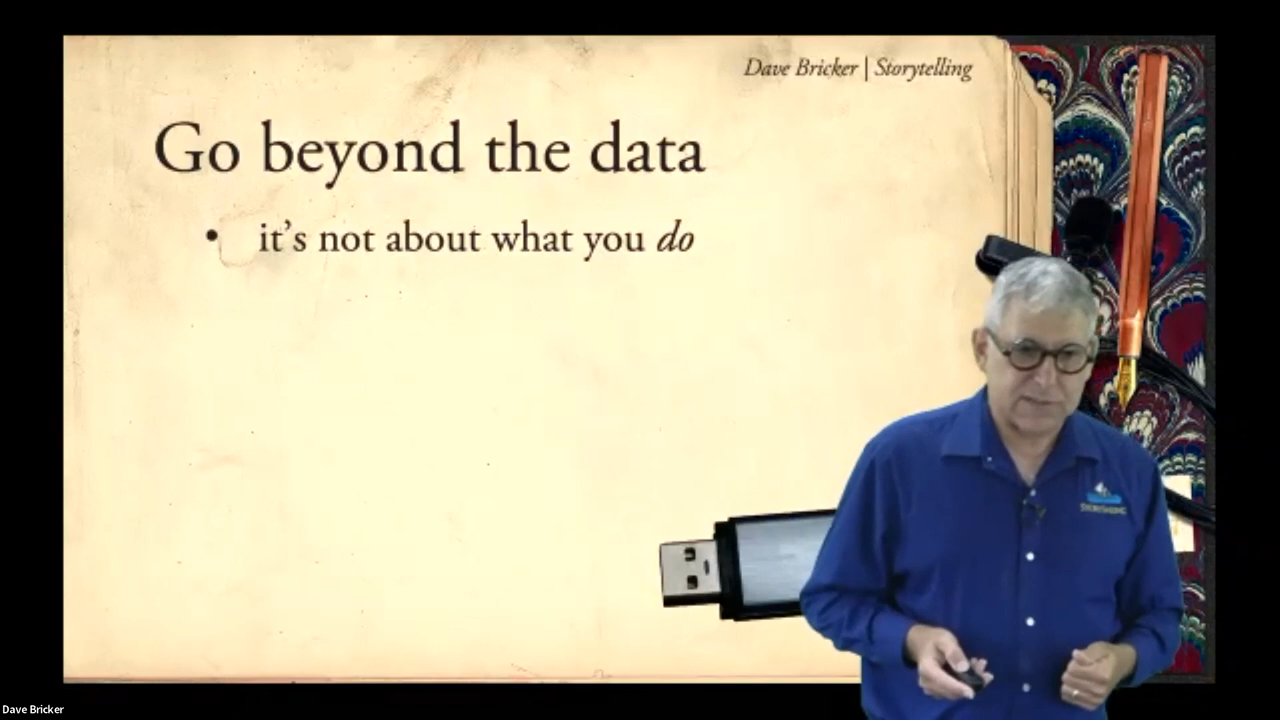 Dave Bricker | Storytelling
Go beyond the data
• it's not about what you do
Dave Bricker